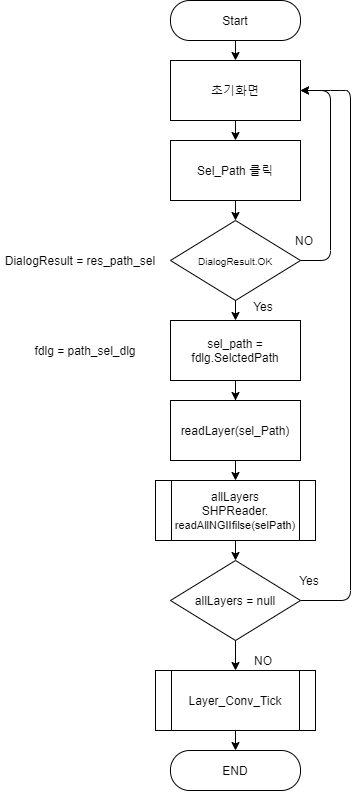 Start
초기화면
Sel_Path 클릭
NO
DialogResult = res_path_sel
DialogResult.OK
Yes
fdlg = path_sel_dlg
sel_path =
fdlg.SelctedPath
readLayer(sel_Path)
allLayers
SHPReader.
readAllNGIIfilse(selPath)
Yes
allLayers = null
NO
Layer_Conv_Tick
END